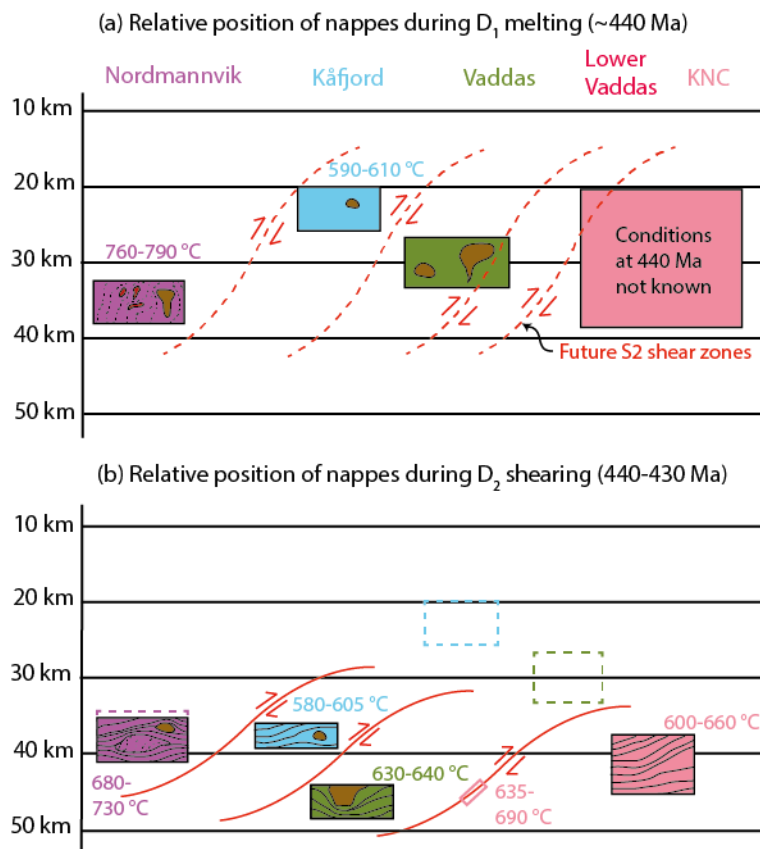 (a) Relative position of nappes during D₁ melting (~440 Ma)
Nordmannvik
Kåfjord
Vaddas
Lower
Vaddas
KNC
10 km
20 km
30 km
40 km
50 km
590-610 °C
760-790 °C
Conditions
at 440 Ma
not known
Future S2 shear zones
(b) Relative position of nappes during D₂ shearing (440-430 Ma)
10 km
20 km
30 km
40 km
50 km
580-605 °C
600-660 °C
680-
730 °C
630-640 °C
635-
690 °C